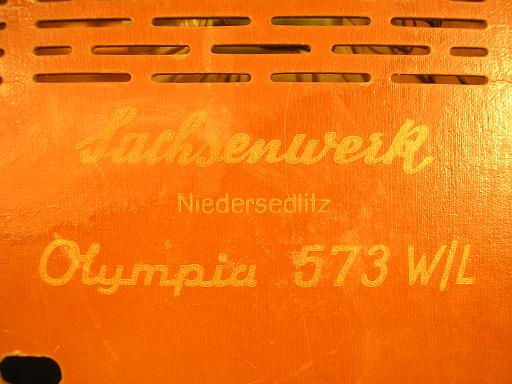 Sachsenwerk
Niedersedlitz
Olympia 573 W/L